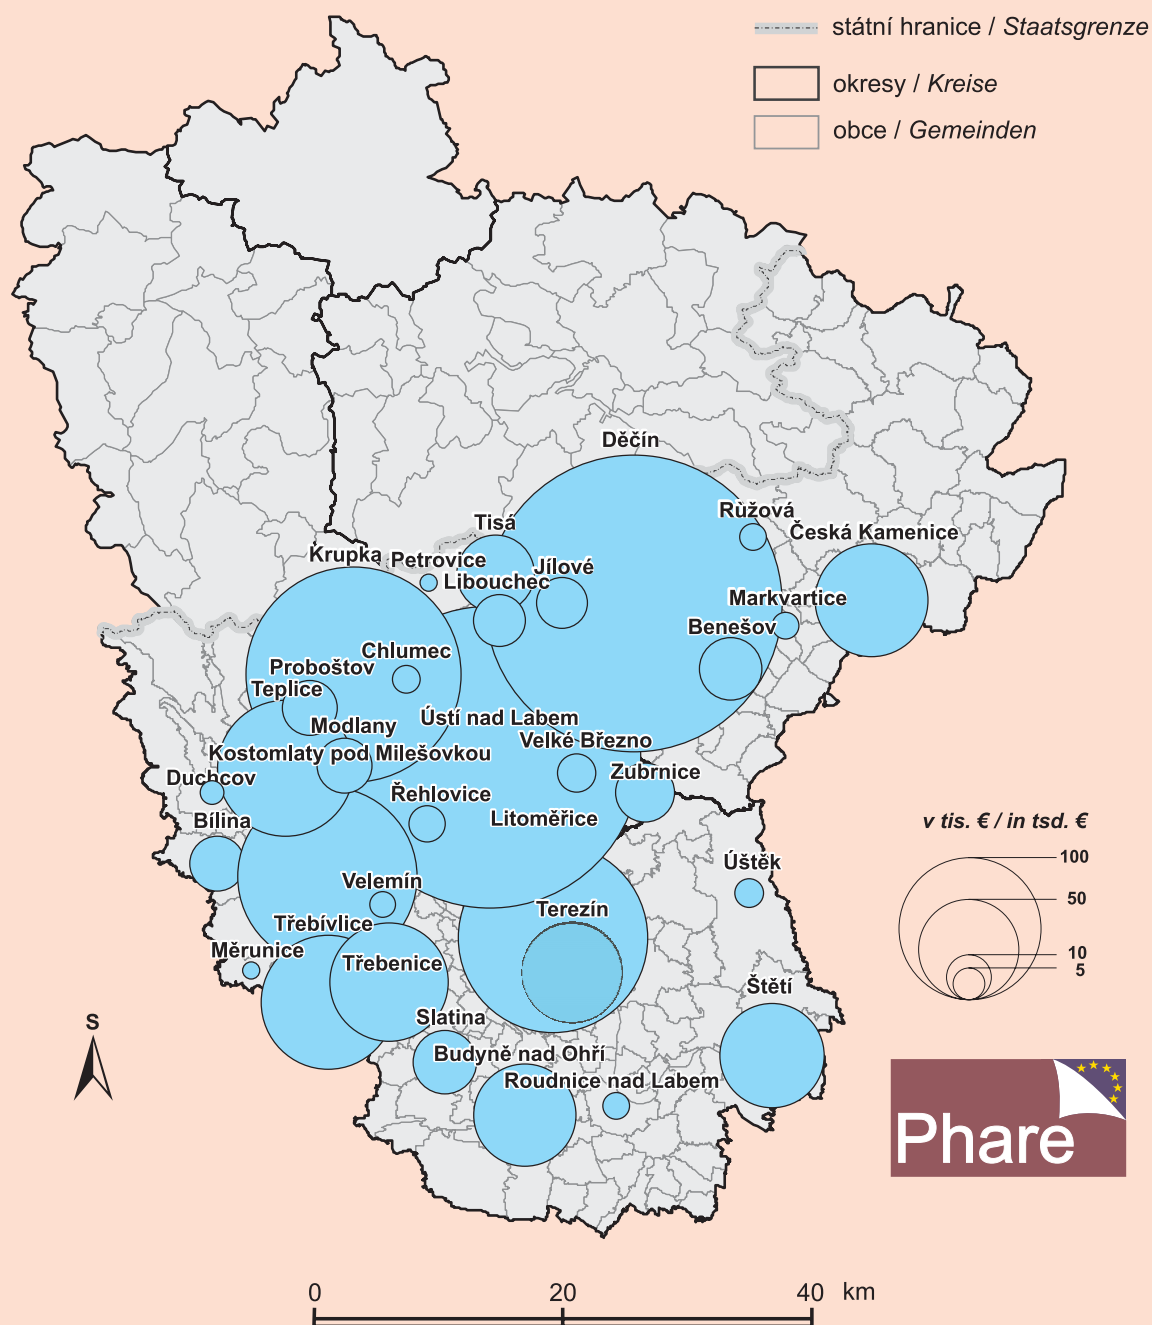 státní hranice / Staatsgrenze
okresy / Kreise
obce / Gemeinden
Děčín
Růžová
Tisá
Česká Kamenice
Krupka
Petrovice
Jílové
Libouchec
Markvartice
Benešov
Chlumec
Proboštov
Teplice
Ústí nad Labem
Modlany
Velké Březno
Kostomlaty pod Milešovkou
Duchcov
Zubrnice
Řehlovice
Bílina
Litoměřice
v tis. € / in tsd. €
100
50
10
5
Úštěk
Velemín
Terezín
Třebívlice
Měrunice
Třebenice
Štětí
Slatina
Budyně nad Ohří
Roudnice nad Labem
S
Phare
0 20 40 km